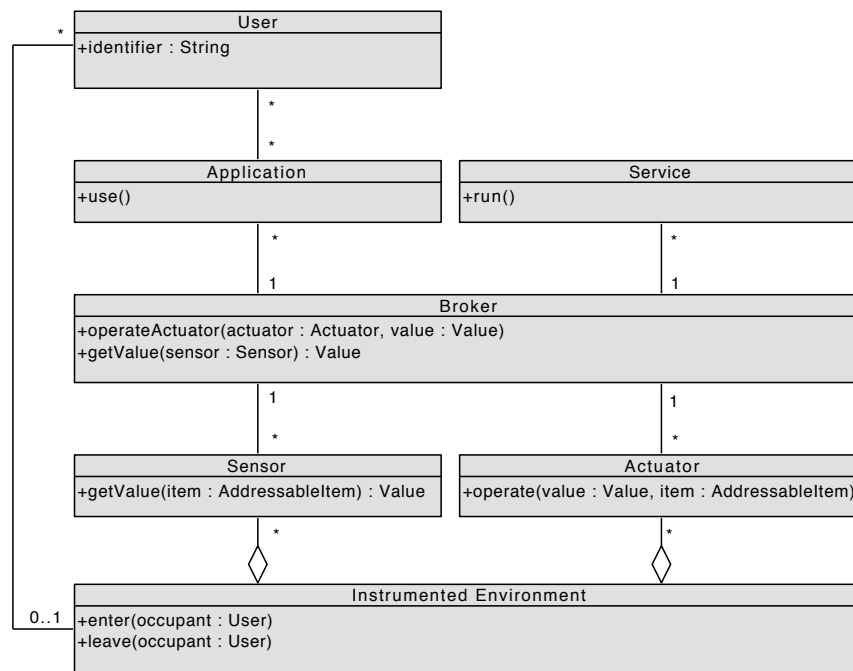 User
*
+identifier : String
*
*
Application
Service
+use()
+run()
*
*
1
1
Broker
+operateActuator(actuator : Actuator, value : Value)
+getValue(sensor : Sensor) : Value
1
1
*
*
Sensor
Actuator
+getValue(item : AddressableItem) : Value
+operate(value : Value, item : AddressableItem)
*
*
Instrumented Environment
0..1
+enter(occupant : User)
+leave(occupant : User)